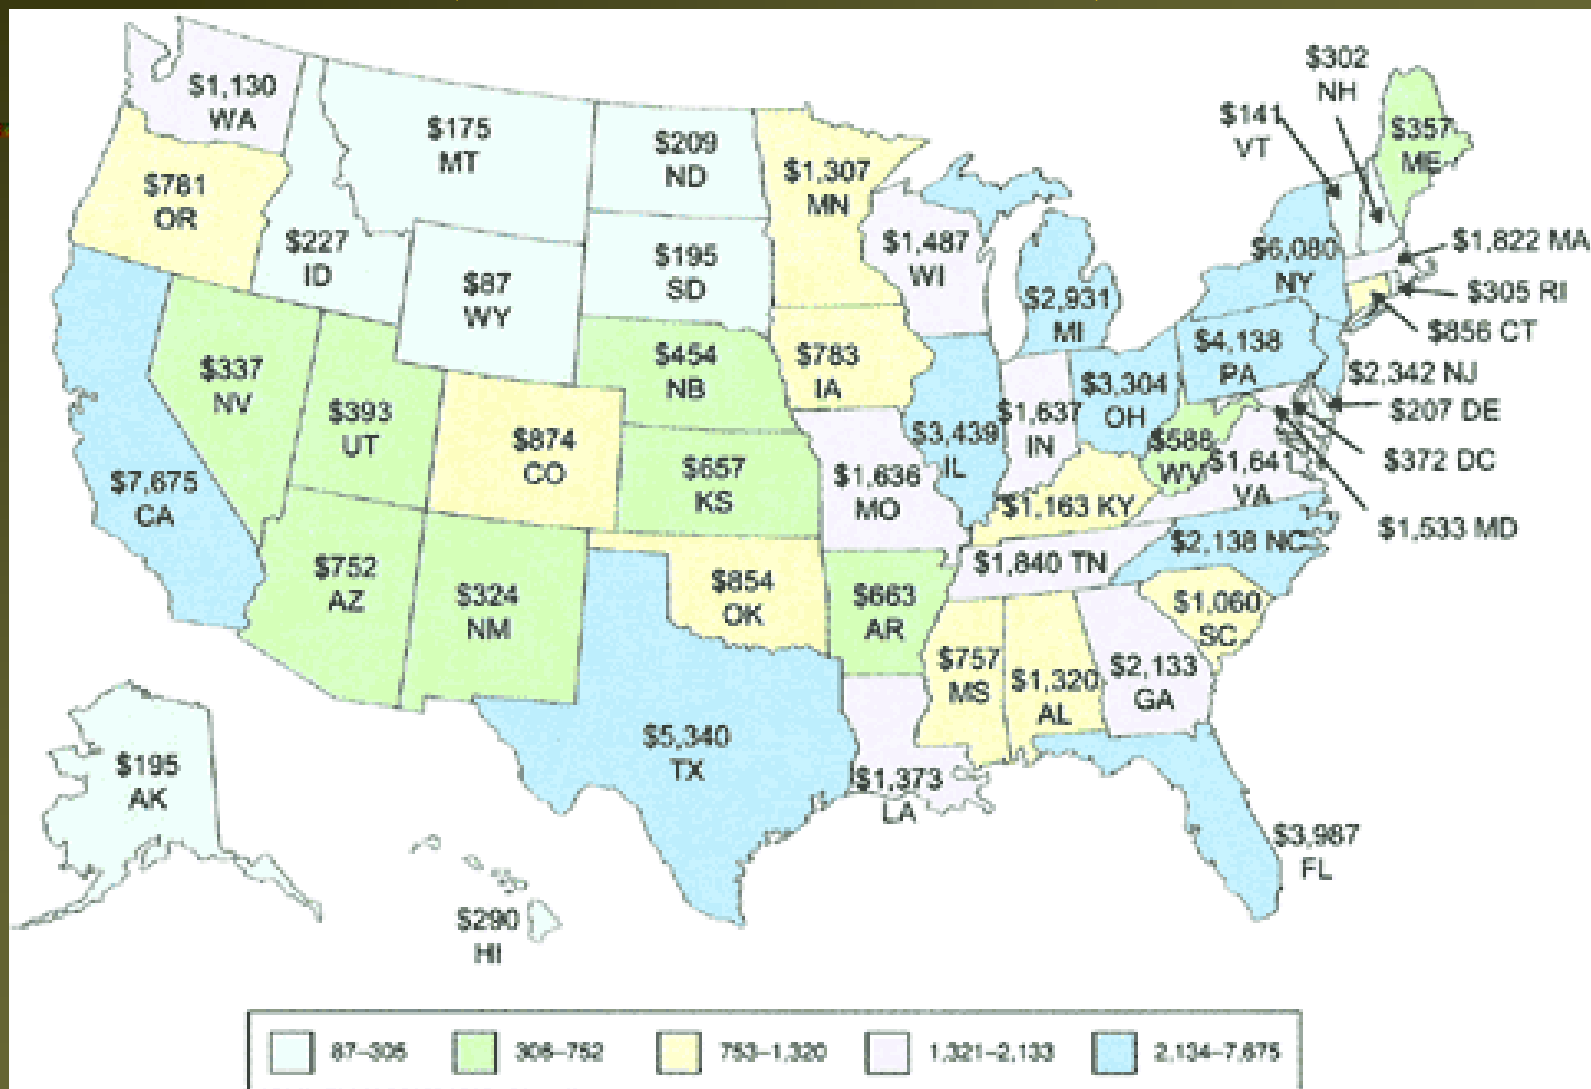 $1,130
WA
$781
OR
$227
ID
$175
MT
$209
ND
$195
SD
$87
WY
$1,307
MN
$1,487
WI
$2,931
MI
$302
NH
$141
VT
$357
ME
$6,080
NY
$1,822 MA
$305 RI
$856 CT
$4,138
PA
$2,342 NJ
$207 DE
$372 DC
$1,533 MD
$337
NV
$393
UT
$874
CO
$454
NB
$657
KS
$783
IA
$1,636
MO
$3,439
IL
$1,637
IN
$3,304
OH
$588
WV
$1,641
VA
$1,163 KY
$7,675
CA
$752
AZ
$324
NM
$854
OK
$663
AR
$1,840 TN
$2,138 NC
$1,060
SC
$757
MS
$1,320
AL
$2,133
GA
$5,340
TX
$1,373
LA
$3,987
FL
$195
AK
$290
HI
87–305
306–752
753–1,320
1,321–2,133
2,134–7,675